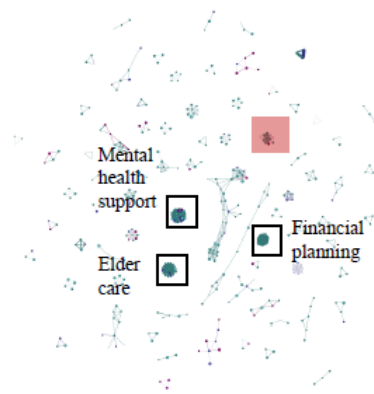 Mental
health
support
Financial
planning
Elder
care